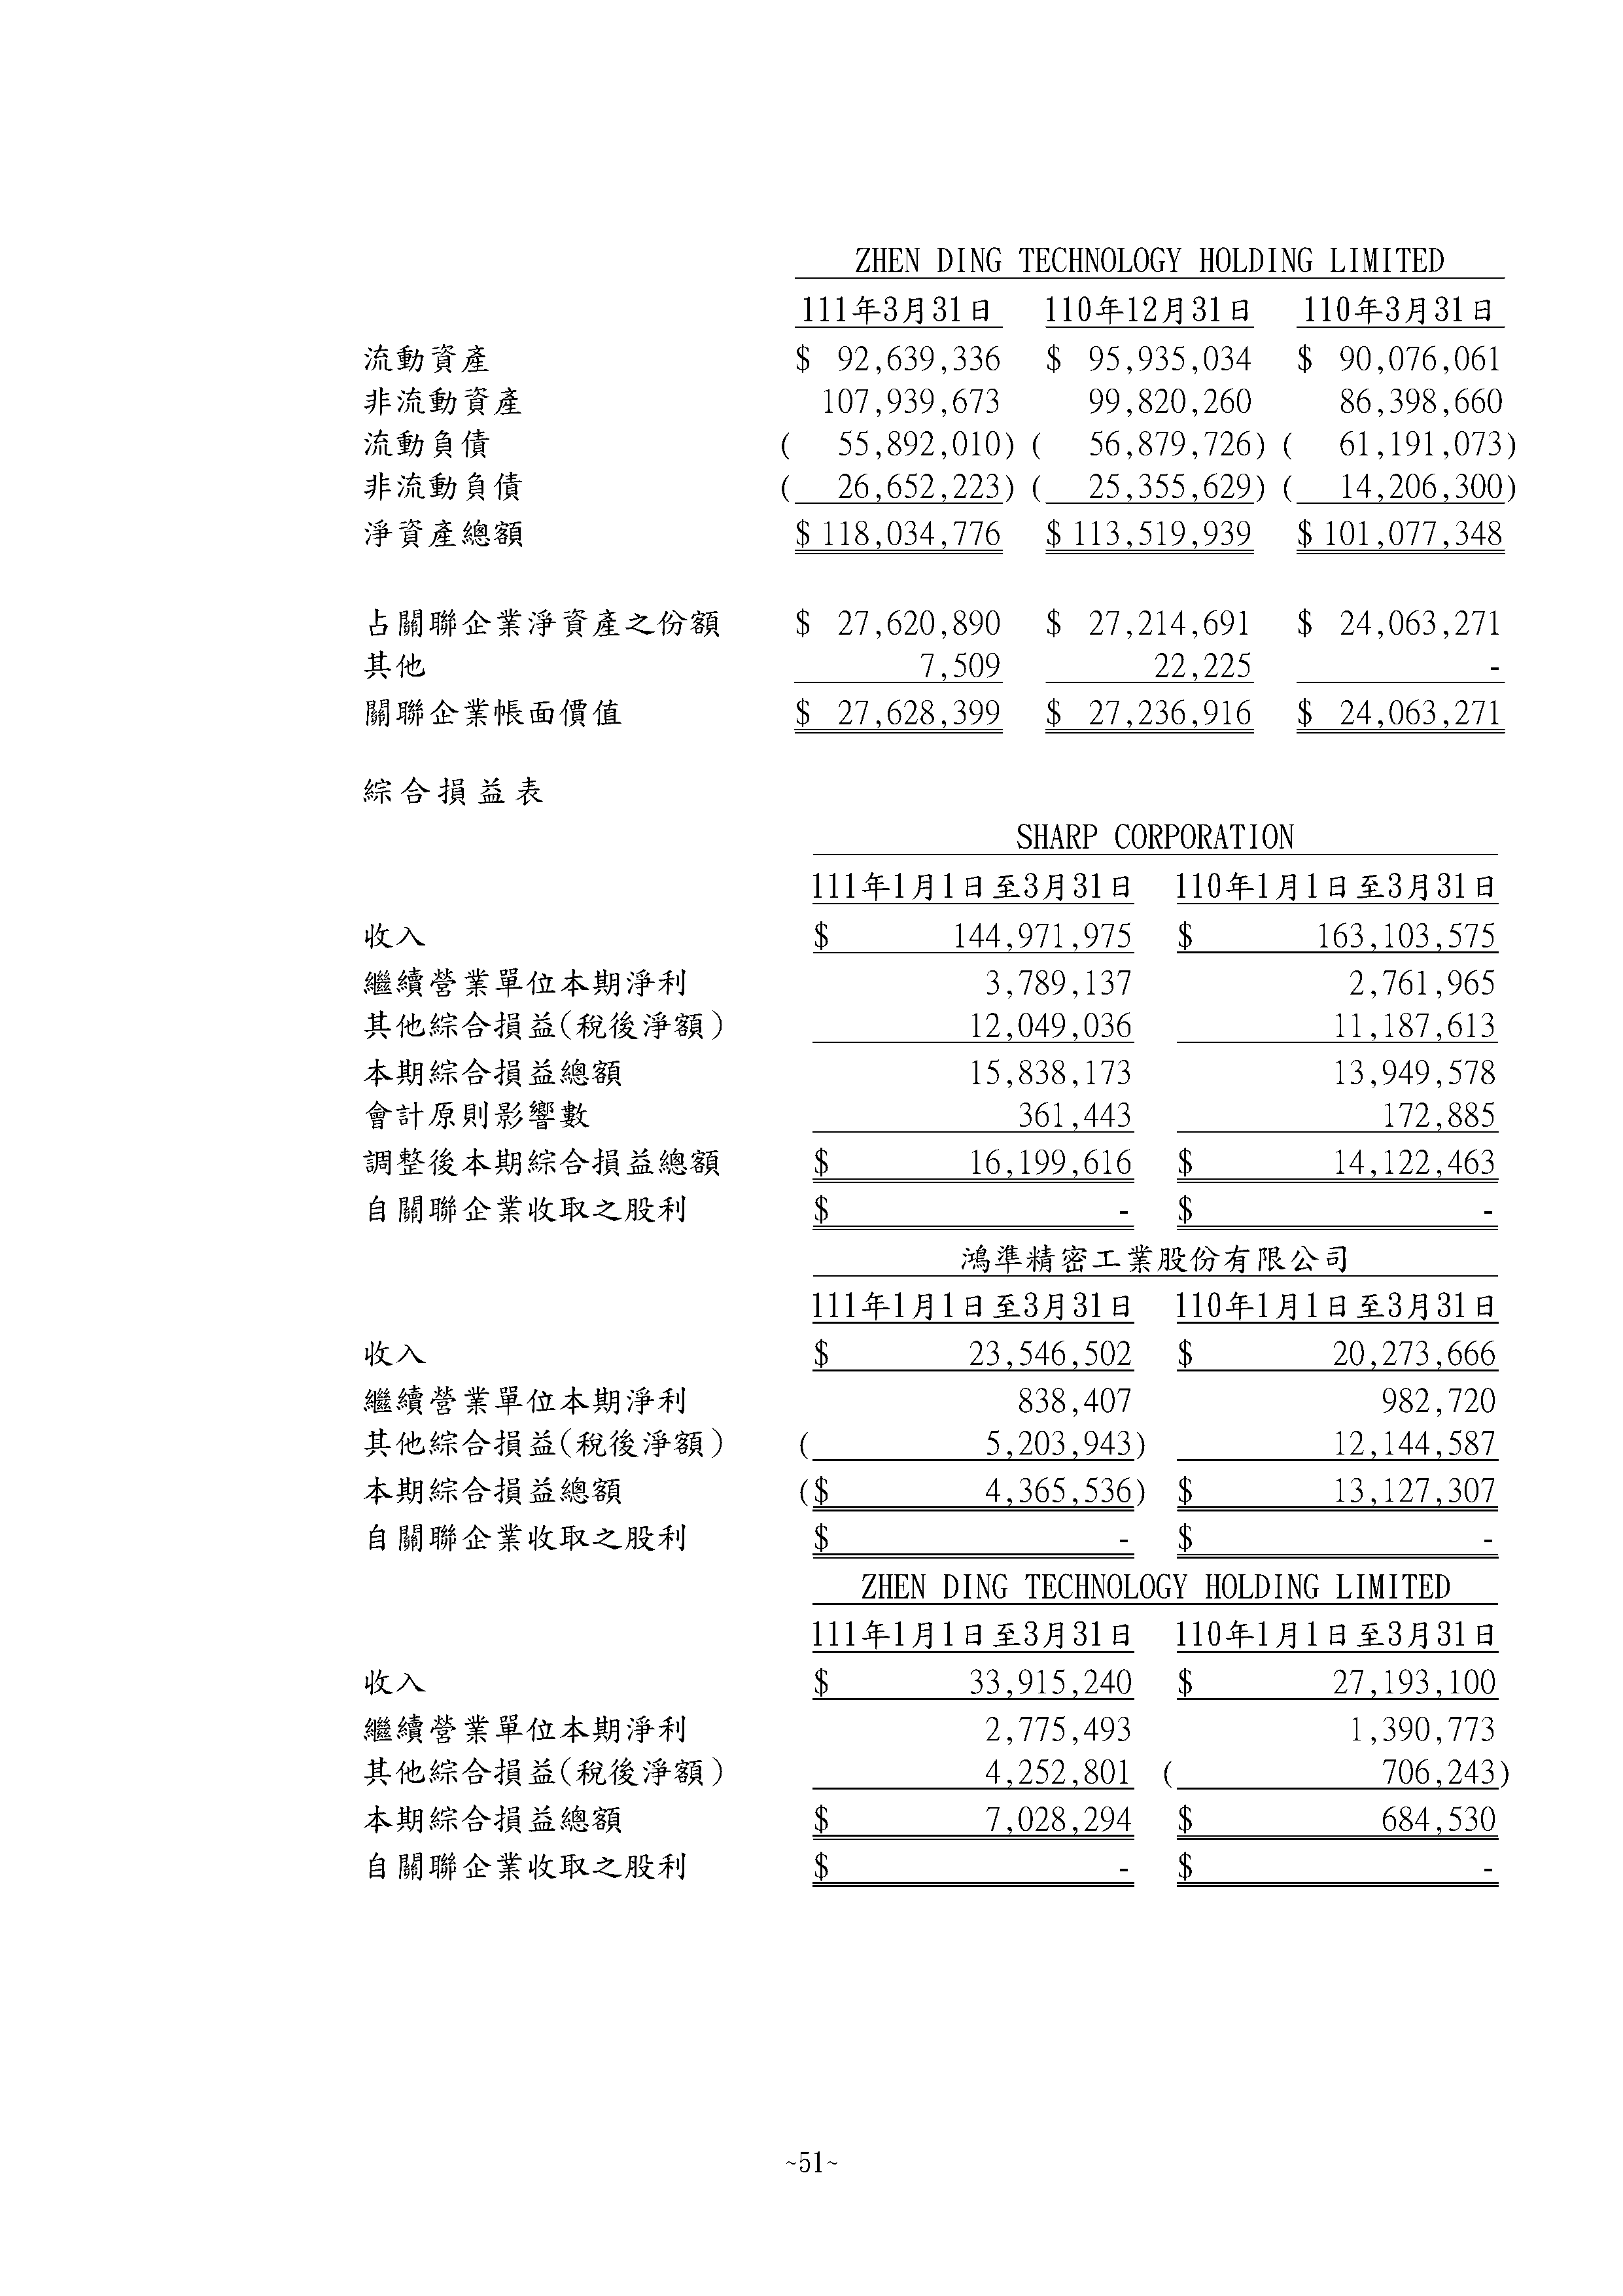 ZHEN DING TECHNOLOGY HOLDING LIMITED
111年3月31日 110年12月31日 110年3月31日
流動資產 $ 92,639,336 $ 95,935,034 $ 90,076,061
非流動資產 107,939,673 99,820,260 86,398,660
流動負債 ( 55,892,010) ( 56,879,726) ( 61,191,073)
非流動負債 ( 26,652,223) ( 25,355,629) ( 14,206,300)
淨資產總額 $ 118,034,776 $ 113,519,939 $ 101,077,348
占關聯企業淨資產之份額 $ 27,620,890 $ 27,214,691 $ 24,063,271
其他 7,509 22,225 -
關聯企業帳面價值 $ 27,628,399 $ 27,236,916 $ 24,063,271
綜合損益表
SHARP CORPORATION
111年1月1日至3月31日 110年1月1日至3月31日
收入 $ 144,971,975 $ 163,103,575
繼續營業單位本期淨利 3,789,137 2,761,965
其他綜合損益(稅後淨額) 12,049,036 11,187,613
本期綜合損益總額 15,838,173 13,949,578
會計原則影響數 361,443 172,885
調整後本期綜合損益總額 $ 16,199,616 $ 14,122,463
自關聯企業收取之股利 $ - $ -
鴻準精密工業股份有限公司
111年1月1日至3月31日 110年1月1日至3月31日
收入 $ 23,546,502 $ 20,273,666
繼續營業單位本期淨利 838,407 982,720
其他綜合損益(稅後淨額) ( 5,203,943) 12,144,587
本期綜合損益總額 ($ 4,365,536) $ 13,127,307
自關聯企業收取之股利 $ - $ -
ZHEN DING TECHNOLOGY HOLDING LIMITED
111年1月1日至3月31日 110年1月1日至3月31日
收入 $ 33,915,240 $ 27,193,100
繼續營業單位本期淨利 2,775,493 1,390,773
其他綜合損益(稅後淨額) 4,252,801 ( 706,243)
本期綜合損益總額 $ 7,028,294 $ 684,530
自關聯企業收取之股利 $ - $ -
~51~